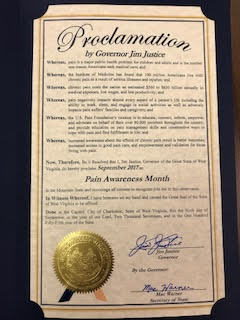 Proclamation
by Governor Jim Justice
Whereas, pain is a major public health problem for children and adults and is the number
one reason Americans seek medical care; and
Whereas, the Institute of Medicine has found that 100 million Americans live with
chronic pain as a result of serious illnesses and injuries; and
Whereas, chronic pain costs the nation an estimated $560 to $635 billion annually in
medical expenses, lost wages, and lost productivity; and
Whereas, pain negatively impacts almost every aspect of a person's life including the
ability to work, sleep, and engage in social activities as well as adversely
impacts pain sufferers' families and caregivers; and
Whereas, the U.S. Pain Foundation's mission is to educate, connect, inform, empower,
and advocate on behalf of their over 90,000 members throughout the country
and provide education on pain management skills and constructive ways to
cope with pain and find fulfillment in life; and
Whereas, increased awareness about the effects of chronic pain result in better outcomes,
increased access to good pain care, and empowerment and validation for those
living with pain.
Now, Therefore, Be it Resolved that I, Jim Justice, Governor of the Great State of West
Virginia, do hereby proclaim September 2017 as:
Pain Awareness Month
in the Mountain State and encourage all citizens to recognize this observance.
In Witness Whereof, I have hereunto set my hand and caused the Great Seal of the State
of West Virginia to be affixed.
Done at the Capitol, City of Charleston, State of West Virginia, this the day of
in the year of our Lord, Two Thousand Seventeen, and in the One Hundred
Fifty-Fifth year of the State.
Jim Justice
Jim Justice
Governor
By the Governor:
Mac Warner
Mac Warner
Secretary of State